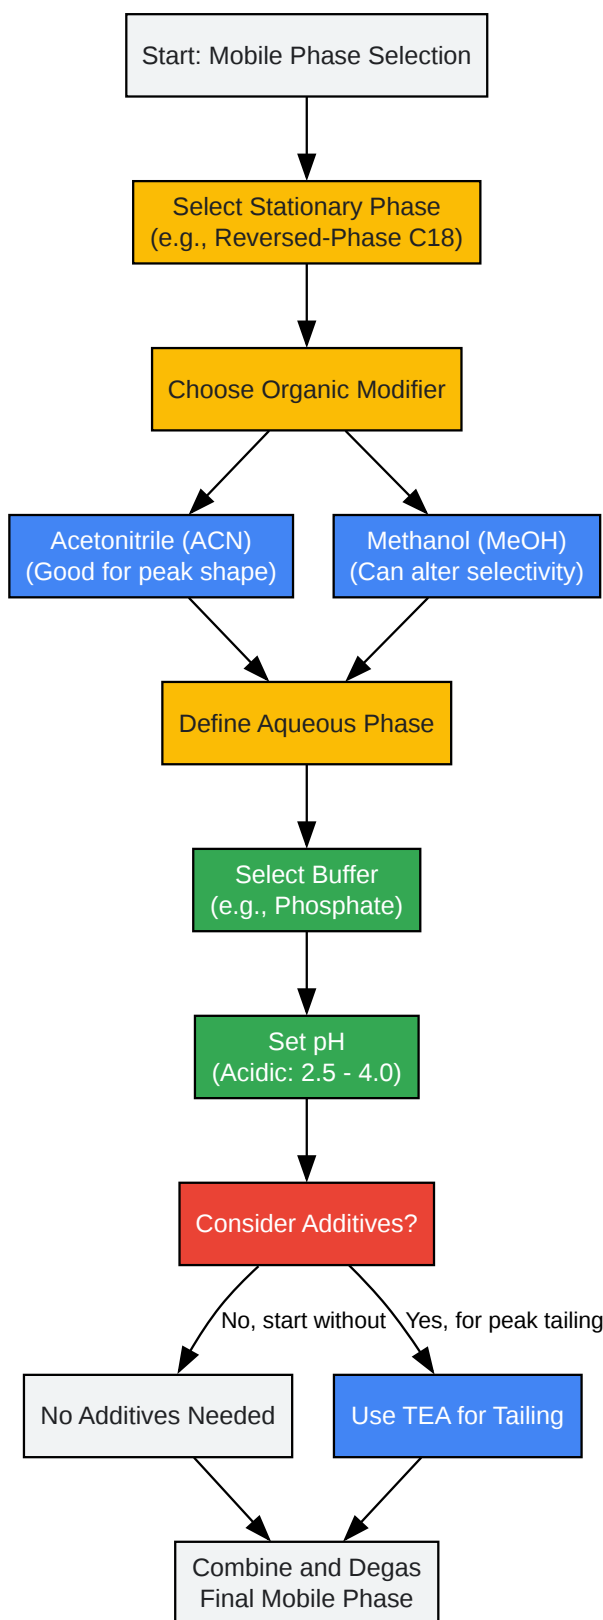 Start: Mobile Phase Selection
Select Stationary Phase
(e.g., Reversed-Phase C18)
Choose Organic Modifier
Acetonitrile (ACN)
(Good for peak shape)
Methanol (MeOH)
(Can alter selectivity)
Define Aqueous Phase
Select Buffer
(e.g., Phosphate)
Set pH
(Acidic: 2.5 - 4.0)
Consider Additives?
No, start without
Yes, for peak tailing
No Additives Needed
Use TEA for Tailing
Combine and Degas
Final Mobile Phase